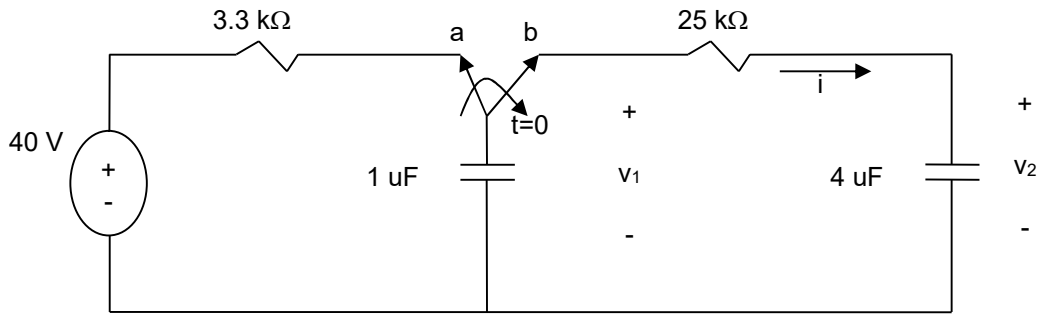 3.3 kΩ
a
b
25 kΩ
i
t=0
40 V
+
-
1 uF
+
v₁
-
4 uF
+
v₂
-